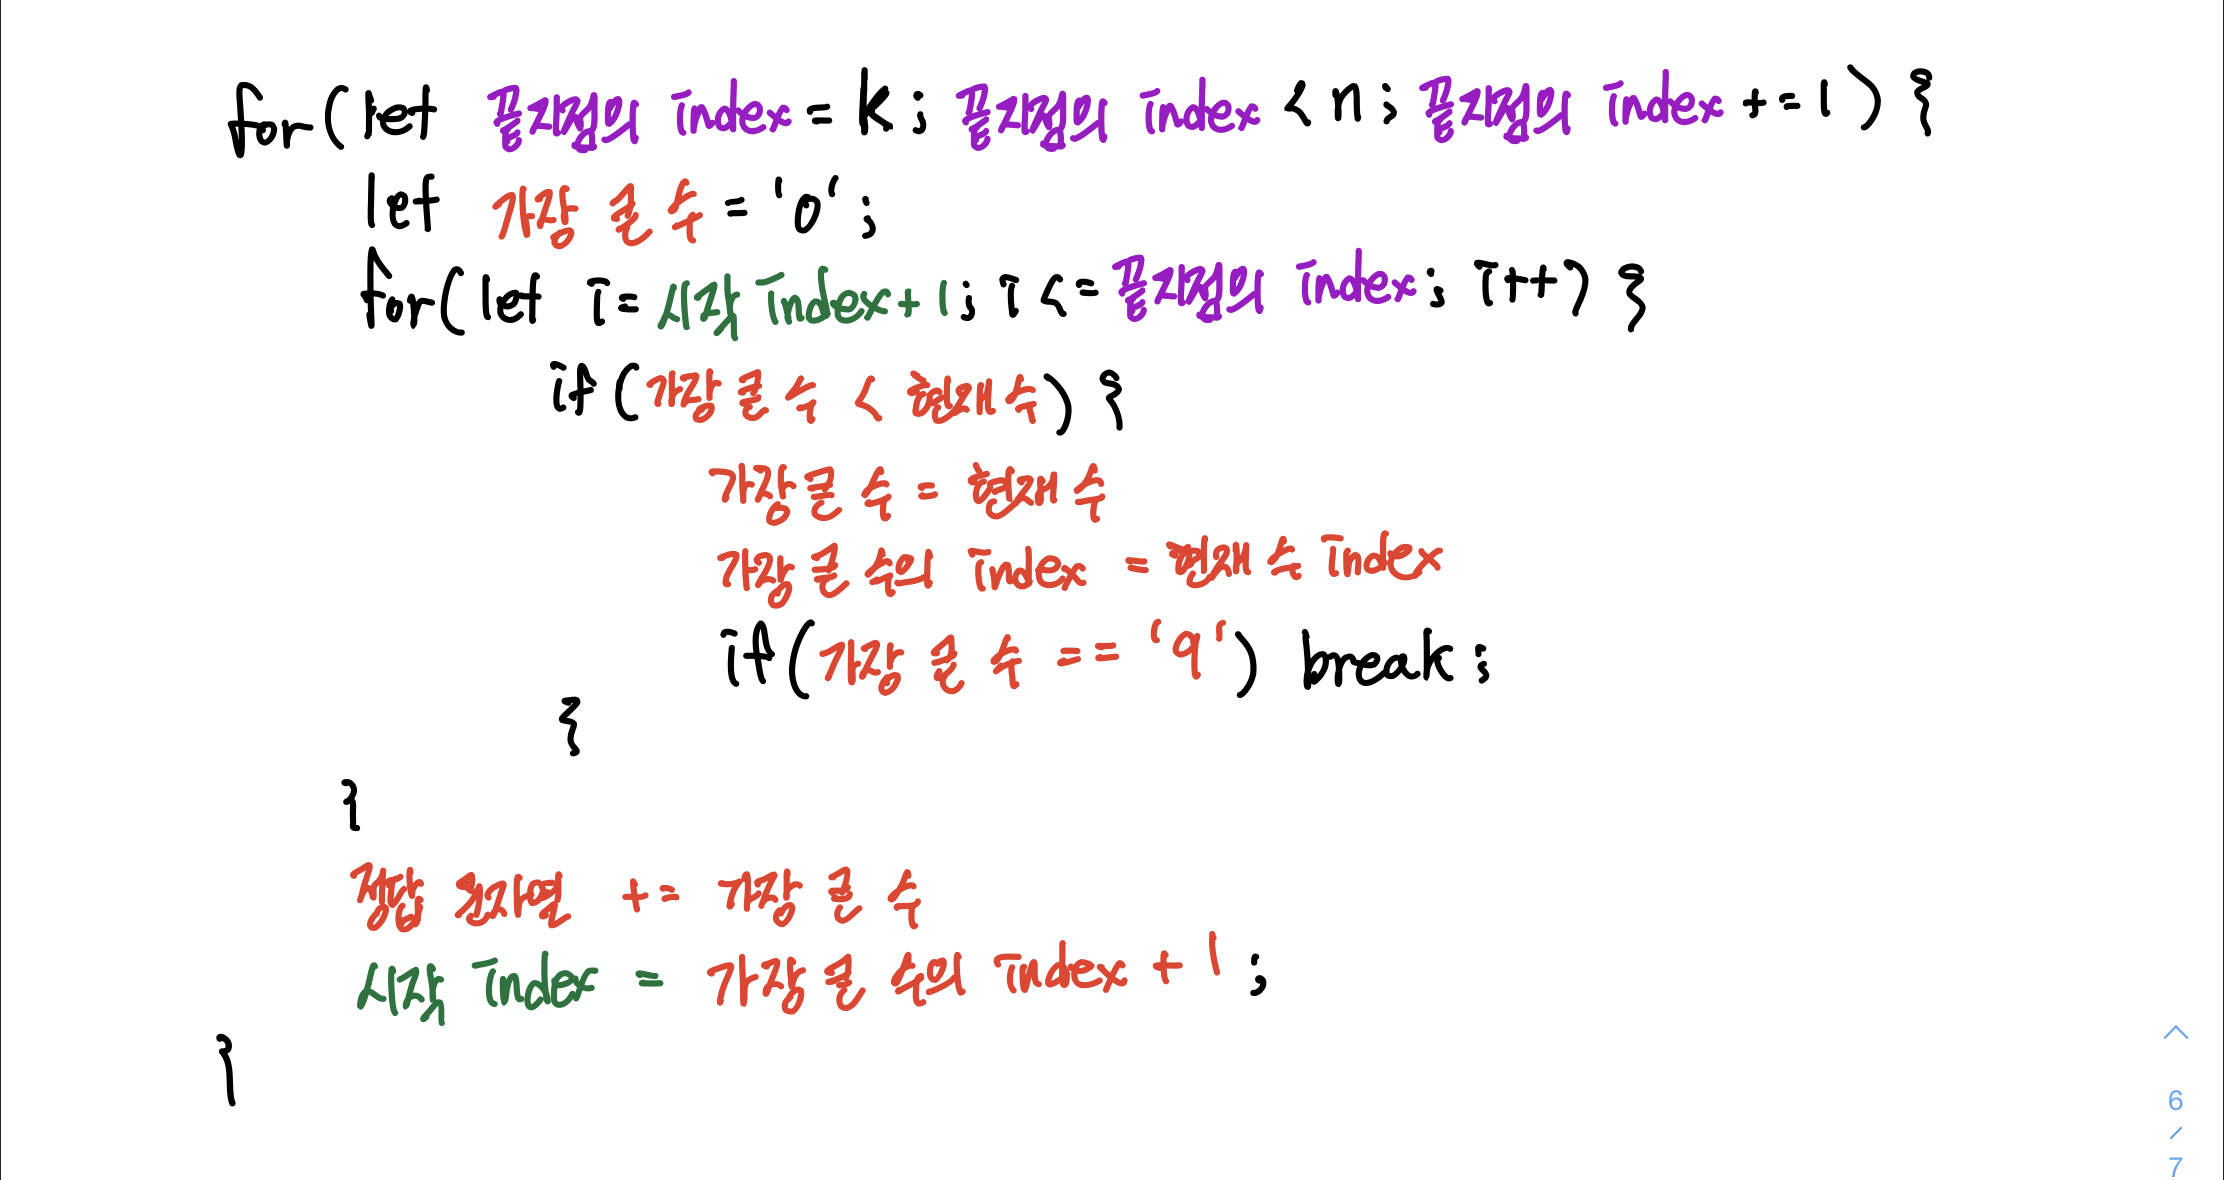 for(let 끝지점의 index = k; 끝지점의 index < n; 끝지점의 index += 1) {
let 가장 큰 수 = '0';
for(let i = 시작 index + 1; i <= 끝지점의 index; i++) {
if(가장 큰 수 < 현재 수) {
가장 큰 수 = 현재 수
가장 큰 수의 index = 현재 수 index
if(가장 큰 수 == '9') break;
{
}
정답 문자열 += 가장 큰 수
시작 index = 가장 큰 수의 index + 1;
}
6
/
7